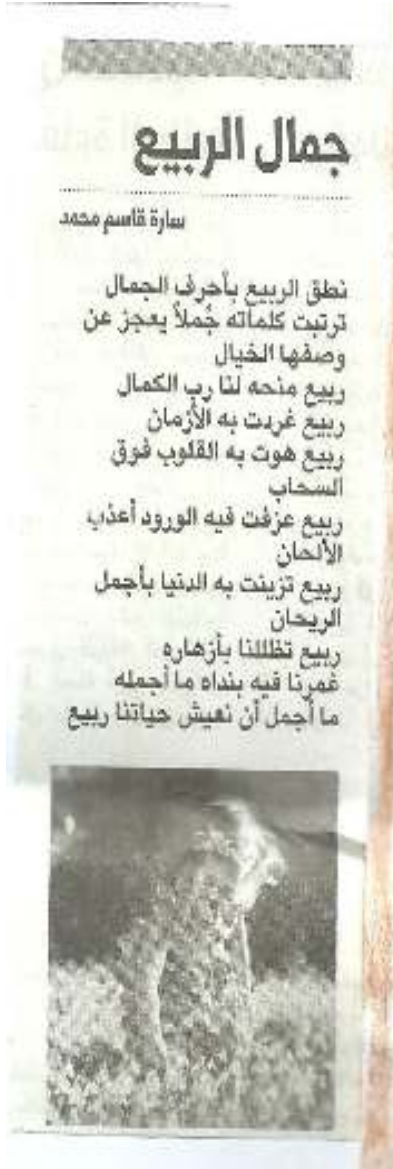 جمال الربيع
سارة قاسم محمد
نطق الربيع بأحرف الجمال
ترتبت كلماته جُملاً يعجز عن
وصفها الخيال
ربيع منحه لنا رب الكمال
ربيع غردت به الأزمان
ربيع هوت به القلوب فوق
السحاب
ربيع عزفت فيه الورود أعذب
الألحان
ربيع تزينت به الدنيا بأجمل
الريحان
ربيع تظللنا بأزهاره
غمرنا فيه بنداه ما أجمله
ما أجمل أن نعيش حياتنا ربيع